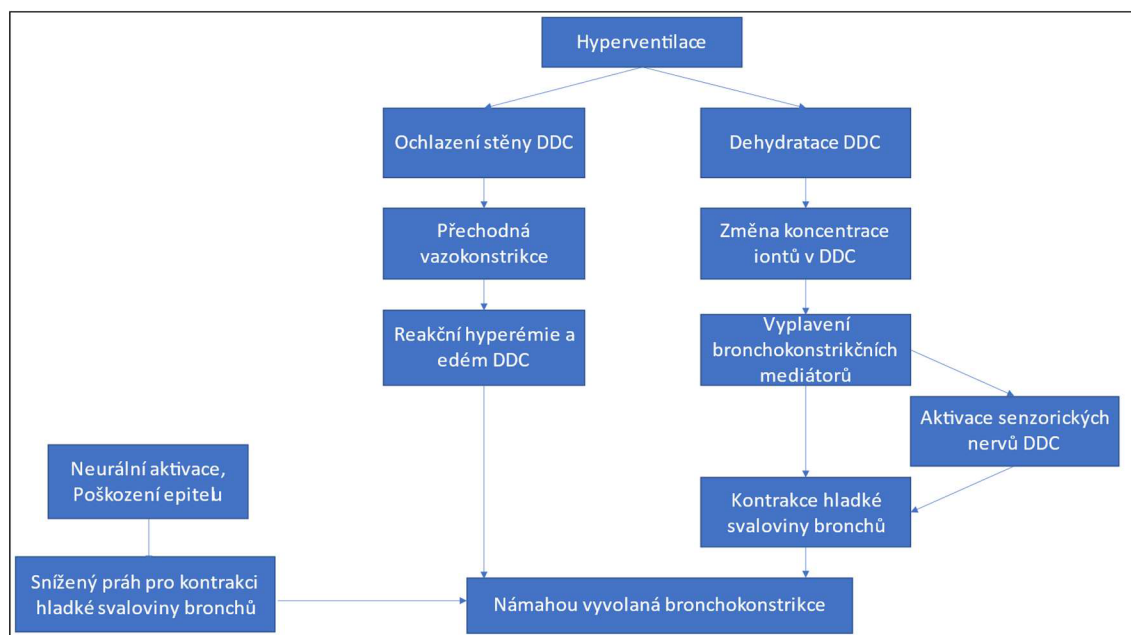 Hyperventilace
Ochlazení stěny DDC
Dehydratace DDC
Přechodná
vazokonstrikce
Změna koncentrace
iontů v DDC
Reakční hyperémie a
edém DDC
Vyplavení
bronchokonstrikčních
mediátorů
Aktivace senzorických
nervů DDC
Neurální aktivace,
Poškození epitelu
Kontrakce hladké
svaloviny bronchů
Snížený práh pro kontrakci
hladké svaloviny bronchů
Námahou vyvolaná bronchokonstrikce